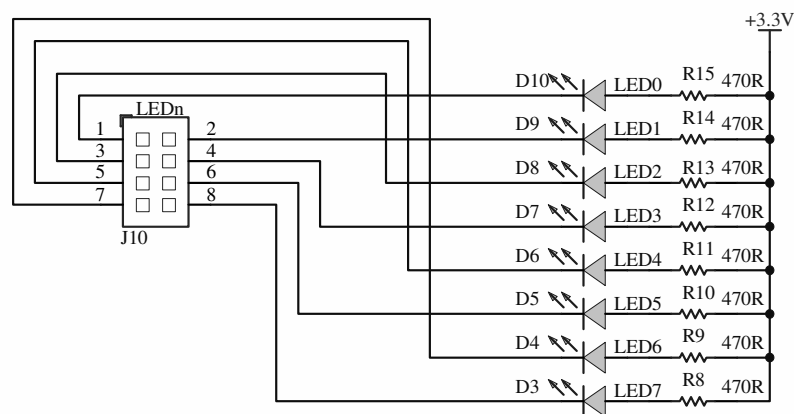 +3.3V
D10 LED0 R15 470R
LEDn
1 2 D9 LED1 R14 470R
3 4 D8 LED2 R13 470R
5 6 D7 LED3 R12 470R
7 8
J10
D6 LED4 R11 470R
D5 LED5 R10 470R
D4 LED6 R9 470R
D3 LED7 R8 470R